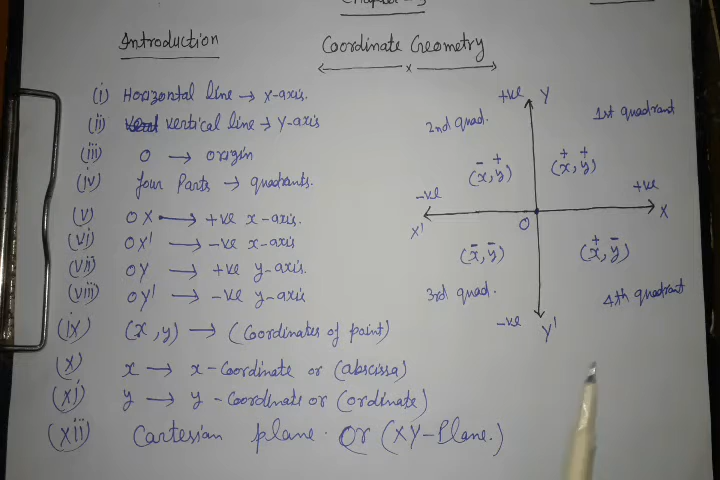 Chapter - 3
Introduction
Coordinate Geometry
x
(i) Horizontal line → x-axis.
(ii) vertical line → y-axis
(iii) O → origin
(iv) four Parts → quadrants.
(v) OX → +ve x-axis.
(vi) OX' → -ve x-axis
(vii) OY → +ve y-axis.
(viii) OY' → -ve y-axis
(ix) (x, y) → (Coordinates of point)
(x) x → x-Coordinate or (abscissa)
(xi) y → y-Coordinate or (ordinate)
(xii) Cartesian plane. Or (XY-Plane.)
+ve Y
2nd quad.
1st quadrant
- +
(x, y)
+ +
(x, y)
-ve
+ve
X'
O
X
- -
(x, y)
+ -
(x, y)
3rd quad.
4th quadrant
-ve
Y'